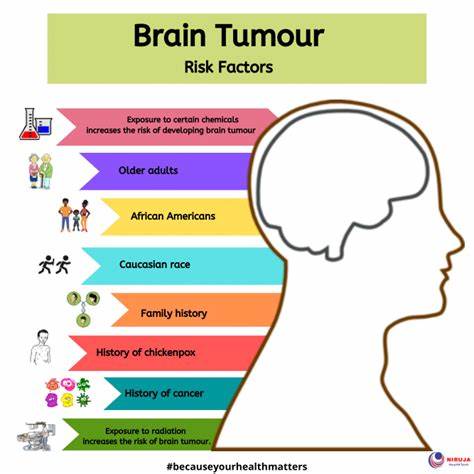 Brain Tumour
Risk Factors
Exposure to certain chemicals
increases the risk of developing brain tumour
Older adults
African Americans
Caucasian race
Family history
History of chickenpox
History of cancer
Exposure to radiation
increases the risk of brain tumour.
NIRUJA
#becauseyourhealthmatters